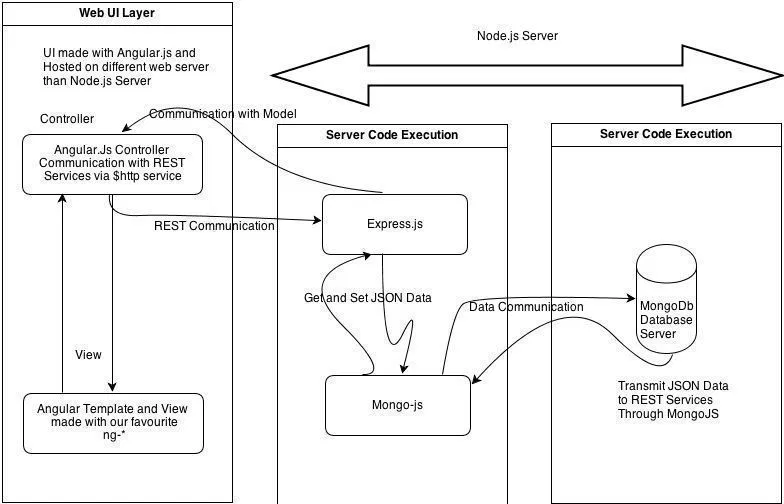 Web UI Layer
UI made with Angular.js and
Hosted on different web server
than Node.js Server
Controller
Angular.Js Controller
Communication with REST
Services via $http service
View
Angular Template and View
made with our favourite
ng-*
Communication with Model
REST Communication
Node.js Server
Server Code Execution
Express.js
Get and Set JSON Data
Mongo-js
Data Communication
Server Code Execution
MongoDb
Database
Server
Transmit JSON Data
to REST Services
Through MongoJS